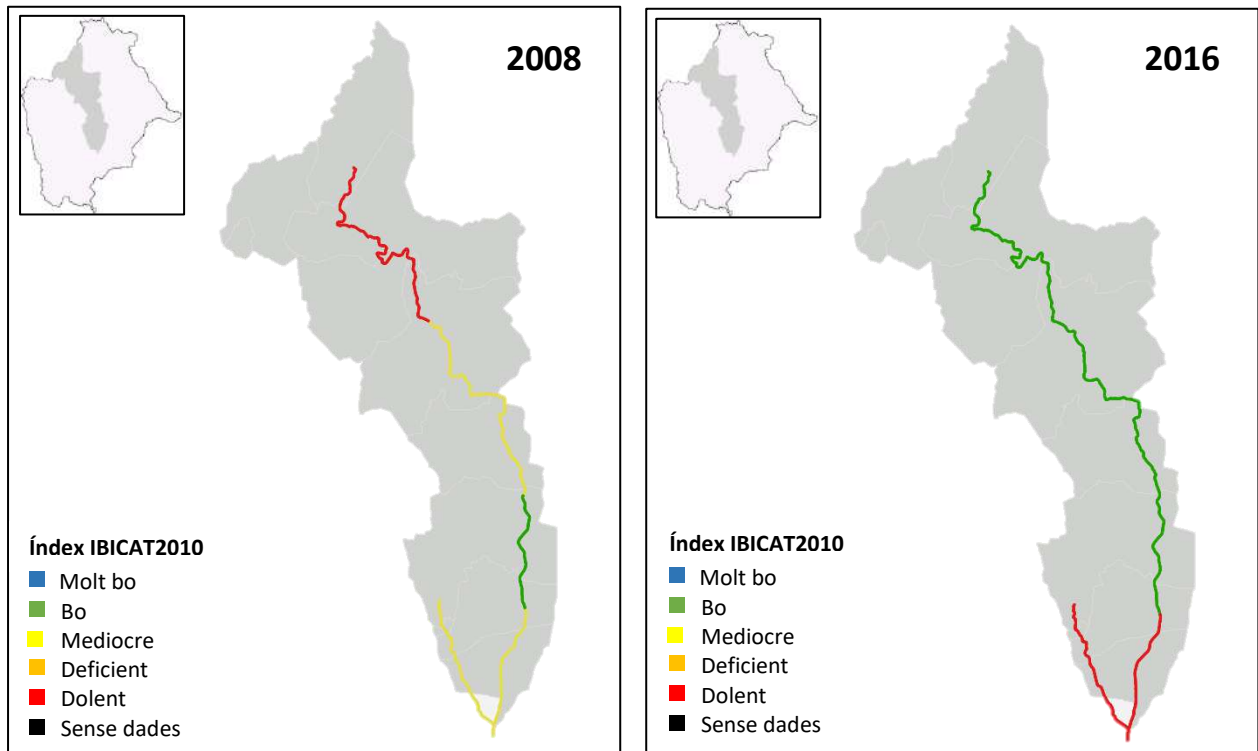 2008
Índex IBICAT2010
Molt bo
Bo
Mediocre
Deficient
Dolent
Sense dades
2016
Índex IBICAT2010
Molt bo
Bo
Mediocre
Deficient
Dolent
Sense dades